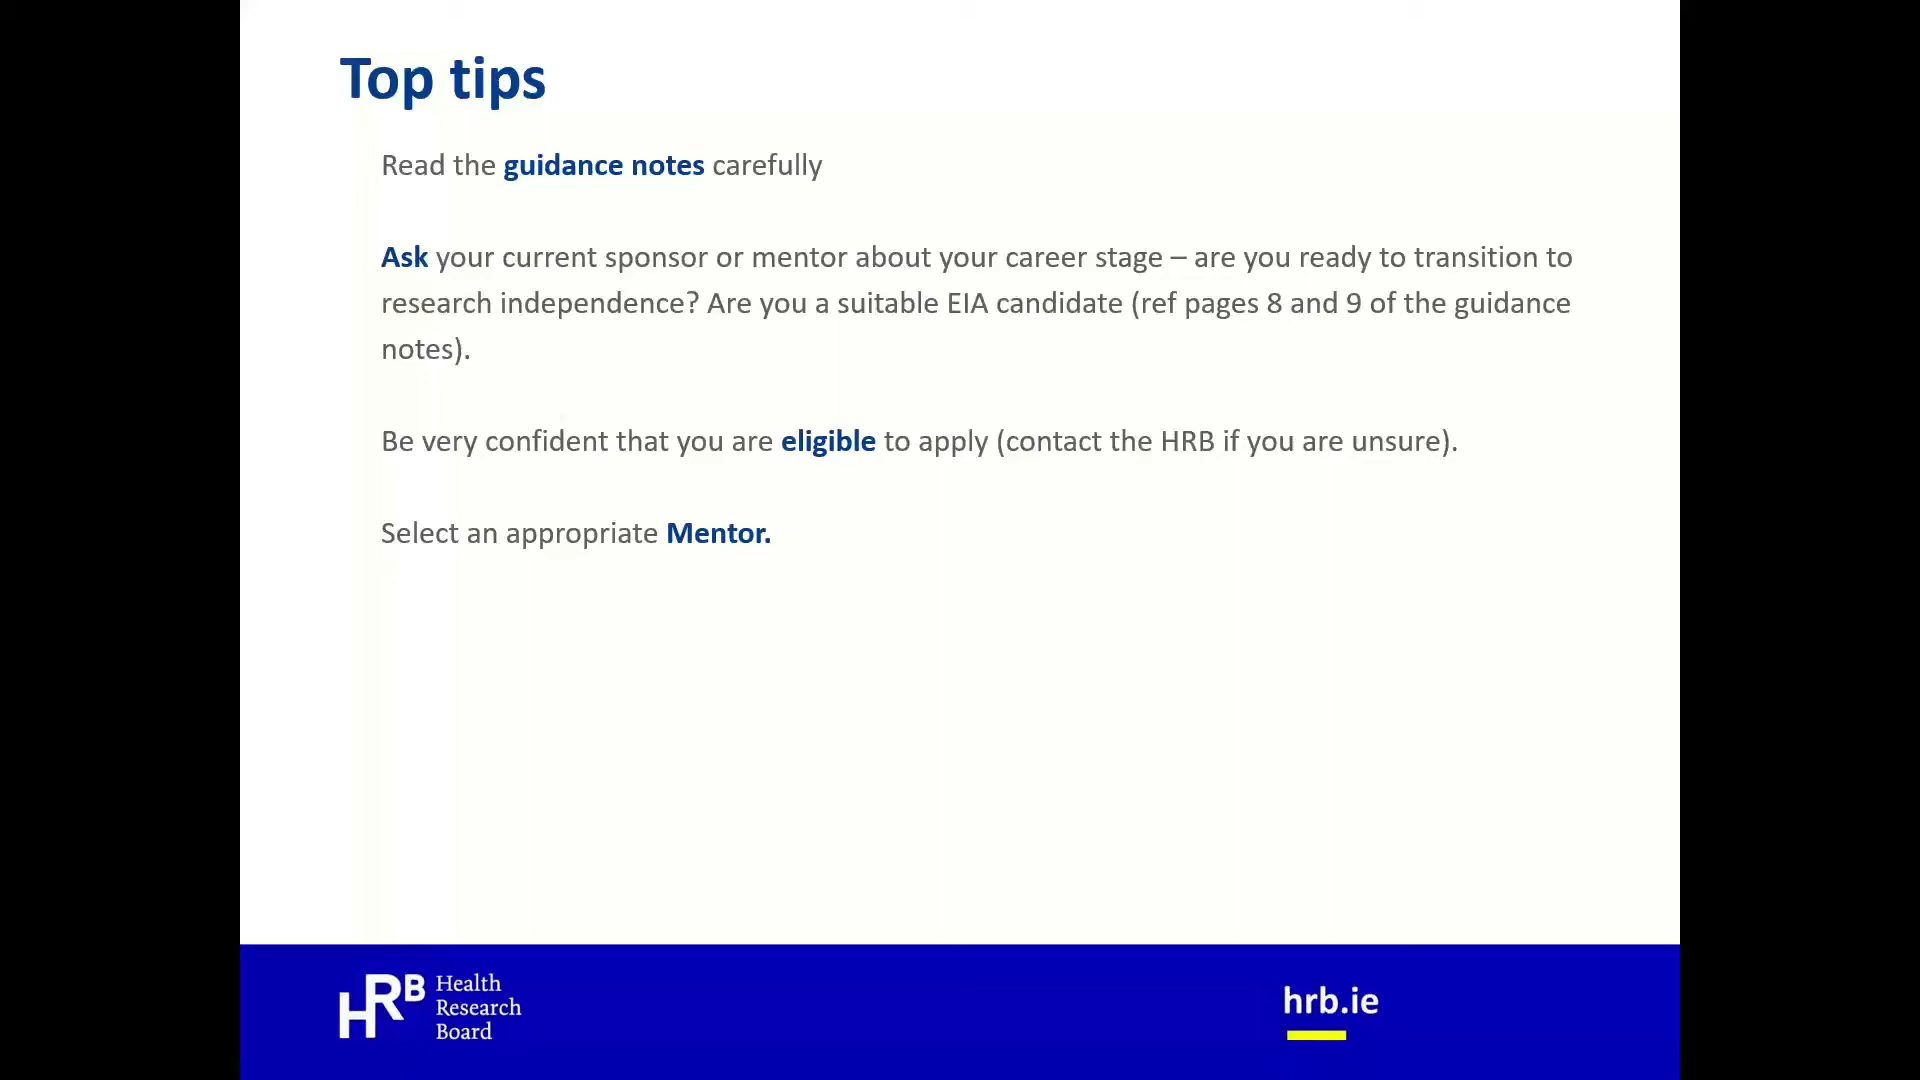 Top tips
Read the guidance notes carefully
Ask your current sponsor or mentor about your career stage – are you ready to transition to
research independence? Are you a suitable EIA candidate (ref pages 8 and 9 of the guidance
notes).
Be very confident that you are eligible to apply (contact the HRB if you are unsure).
Select an appropriate Mentor.
HRB
Health
Research
Board
hrb.ie